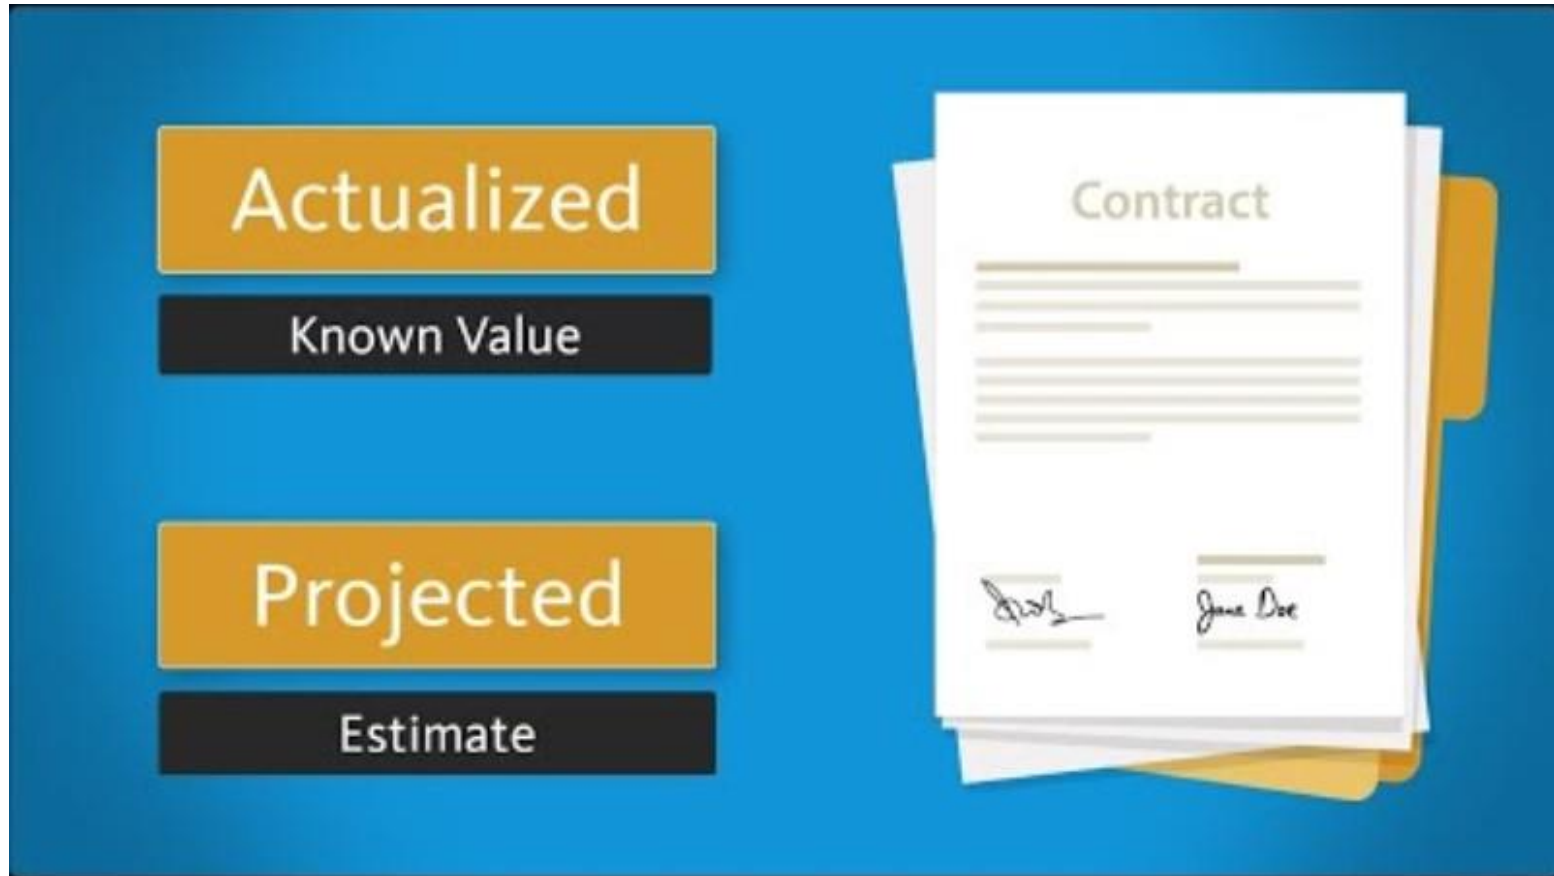 Actualized
Known Value
Projected
Estimate
Contract
Jane Doe